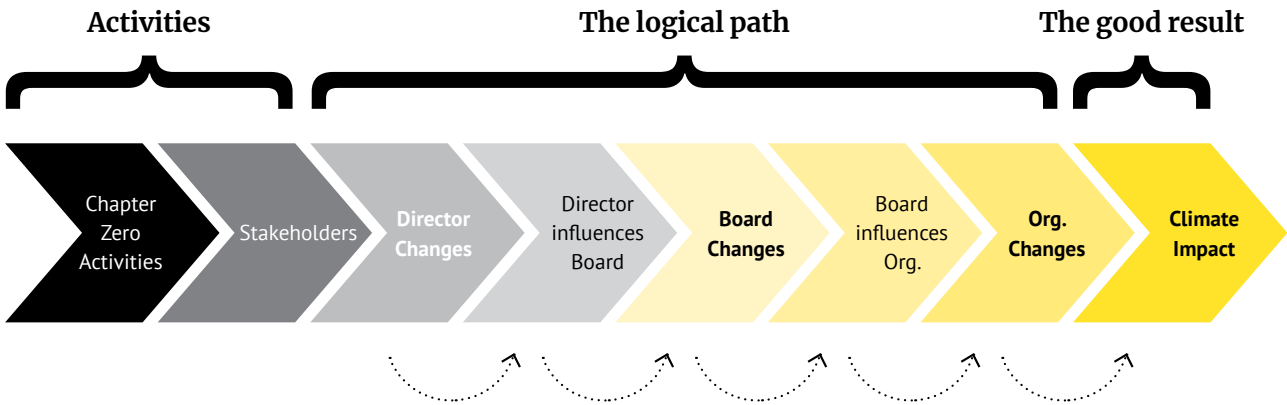 Activities
The logical path
The good result
Chapter
Zero
Activities
Stakeholders
Director
Changes
Director
influences
Board
Board
Changes
Board
influences
Org.
Org.
Changes
Climate
Impact